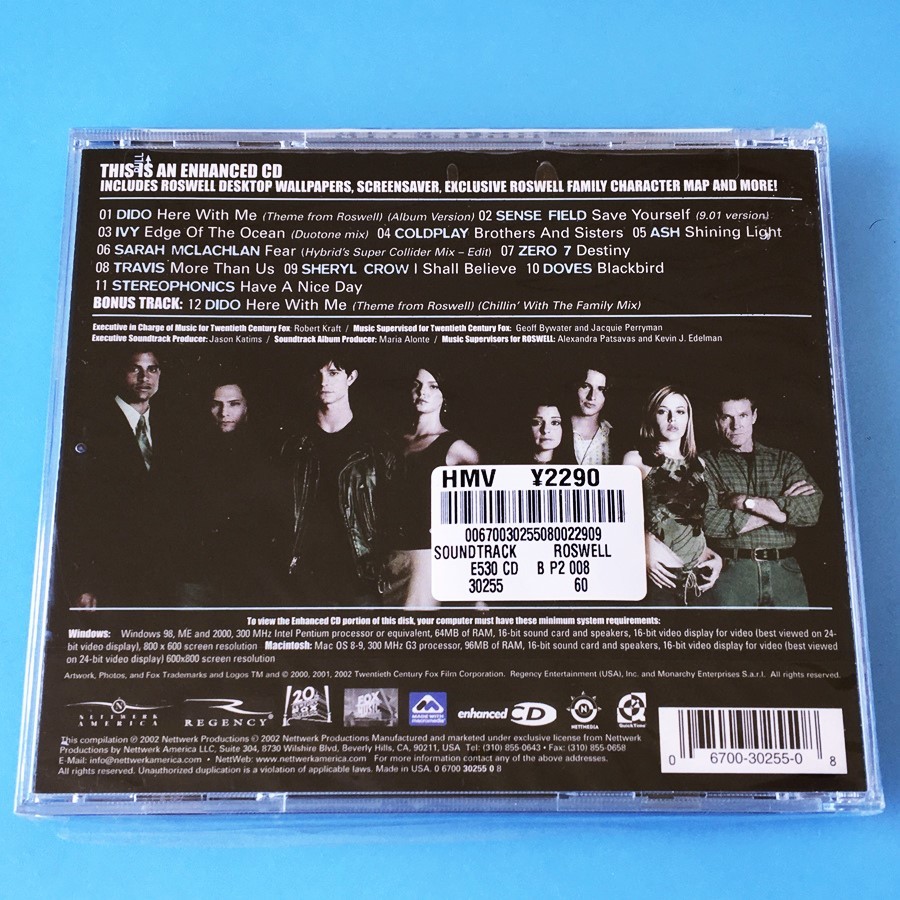 PULL
THIS IS AN ENHANCED CD
INCLUDES ROSWELL DESKTOP WALLPAPERS, SCREENSAVER, EXCLUSIVE ROSWELL FAMILY CHARACTER MAP AND MORE!
01 DIDO Here With Me (Theme from Roswell) (Album Version) 02 SENSE FIELD Save Yourself (9.01 version)
03 IVY Edge Of The Ocean (Duotone mix) 04 COLDPLAY Brothers And Sisters 05 ASH Shining Light
06 SARAH MCLACHLAN Fear (Hybrid's Super Collider Mix – Edit) 07 ZERO 7 Destiny
08 TRAVIS More Than Us 09 SHERYL CROW I Shall Believe 10 DOVES Blackbird
11 STEREOPHONICS Have A Nice Day
BONUS TRACK: 12 DIDO Here With Me (Theme from Roswell) (Chillin' With The Family Mix)
Executive in Charge of Music for Twentieth Century Fox: Robert Kraft / Music Supervised for Twentieth Century Fox: Geoff Bywater and Jacquie Perryman
Executive Soundtrack Producer: Jason Katims / Soundtrack Album Producer: Maria Alonte / Music Supervisors for ROSWELL: Alexandra Patsavas and Kevin J. Edelman
HMV ¥2290
00670030255080022909
SOUNDTRACK ROSWELL
E530 CD B P2 008
30255 60
To view the Enhanced CD portion of this disk, your computer must have these minimum system requirements:
Windows: Windows 98, ME and 2000, 300 MHz Intel Pentium processor or equivalent, 64MB of RAM, 16-bit sound card and speakers, 16-bit video display for video (best viewed on 24-
bit video display), 800 x 600 screen resolution Macintosh: Mac OS 8-9, 300 MHz G3 processor, 96MB of RAM, 16-bit sound card and speakers, 16-bit video display for video (best viewed
on 24-bit video display) 600x800 screen resolution
Artwork, Photos, and Fox Trademarks and Logos TM and © 2000, 2001, 2002 Twentieth Century Fox Film Corporation. Regency Entertainment (USA), Inc. and Monarchy Enterprises S.a.r.l. All rights reserved.
NETTWERK
AMERICA
REGENCY®
20th
CENTURY
FOX
MADE WITH
macromedia
enhanced CD
NETTMEDIA
QuickTime
This compilation ℗ 2002 Nettwerk Productions © 2002 Nettwerk Productions Manufactured and marketed under exclusive license from Nettwerk
Productions by Nettwerk America LLC, Suite 304, 8730 Wilshire Blvd, Beverly Hills, CA, 90211, USA Tel: (310) 855-0643 • Fax: (310) 855-0658
E-Mail: info@nettwerkamerica.com • NettWeb: www.nettwerkamerica.com For more information contact any of the above addresses.
All rights reserved. Unauthorized duplication is a violation of applicable laws. Made in USA. 0 6700 30255 0 8
0 6700-30255-0 8